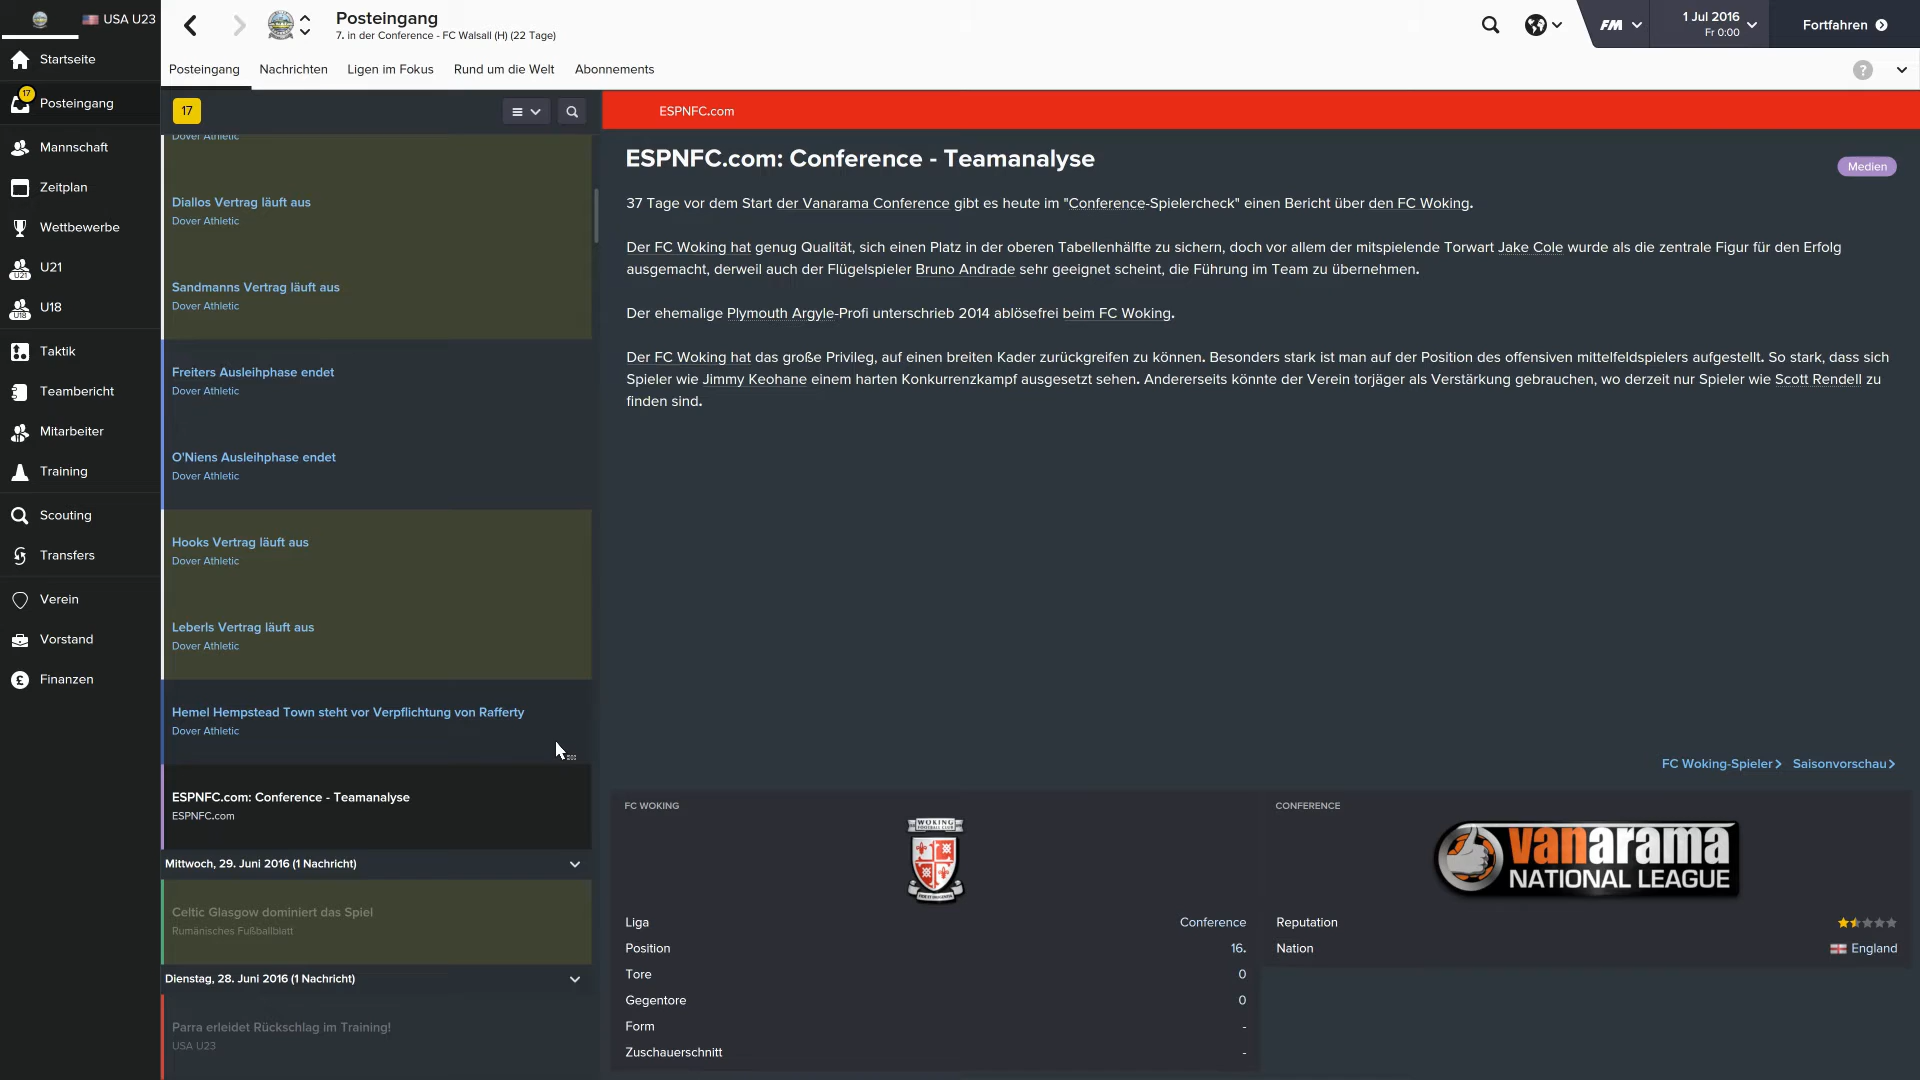 USA U23
Posteingang
7. in der Conference - FC Walsall (H) (22 Tage)
FM
1 Jul 2016
Fr 0:00
Fortfahren
Startseite
17
Posteingang
Mannschaft
Zeitplan
Wettbewerbe
U21
U21
U18
U18
Taktik
Teambericht
Mitarbeiter
Training
Scouting
Transfers
Verein
Vorstand
Finanzen
Posteingang Nachrichten Ligen im Fokus Rund um die Welt Abonnements
?
17
Dover Athletic
Diallos Vertrag läuft aus
Dover Athletic
Sandmanns Vertrag läuft aus
Dover Athletic
Freiters Ausleihphase endet
Dover Athletic
O'Niens Ausleihphase endet
Dover Athletic
Hooks Vertrag läuft aus
Dover Athletic
Leberls Vertrag läuft aus
Dover Athletic
Hemel Hempstead Town steht vor Verpflichtung von Rafferty
Dover Athletic
ESPNFC.com: Conference - Teamanalyse
ESPNFC.com
Mittwoch, 29. Juni 2016 (1 Nachricht)
Celtic Glasgow dominiert das Spiel
Rumänisches Fußballblatt
Dienstag, 28. Juni 2016 (1 Nachricht)
Parra erleidet Rückschlag im Training!
USA U23
ESPNFC.com
ESPNFC.com: Conference - Teamanalyse
Medien
37 Tage vor dem Start der Vanarama Conference gibt es heute im "Conference-Spielercheck" einen Bericht über den FC Woking.
Der FC Woking hat genug Qualität, sich einen Platz in der oberen Tabellenhälfte zu sichern, doch vor allem der mitspielende Torwart Jake Cole wurde als die zentrale Figur für den Erfolg
ausgemacht, derweil auch der Flügelspieler Bruno Andrade sehr geeignet scheint, die Führung im Team zu übernehmen.
Der ehemalige Plymouth Argyle-Profi unterschrieb 2014 ablösefrei beim FC Woking.
Der FC Woking hat das große Privileg, auf einen breiten Kader zurückgreifen zu können. Besonders stark ist man auf der Position des offensiven mittelfeldspielers aufgestellt. So stark, dass sich
Spieler wie Jimmy Keohane einem harten Konkurrenzkampf ausgesetzt sehen. Andererseits könnte der Verein torjäger als Verstärkung gebrauchen, wo derzeit nur Spieler wie Scott Rendell zu
finden sind.
FC Woking-Spieler Saisonvorschau
FC WOKING
WOKING
Liga Conference
Position 16.
Tore 0
Gegentore 0
Form -
Zuschauerschnitt -
CONFERENCE
vanarama
NATIONAL LEAGUE
Reputation
Nation England